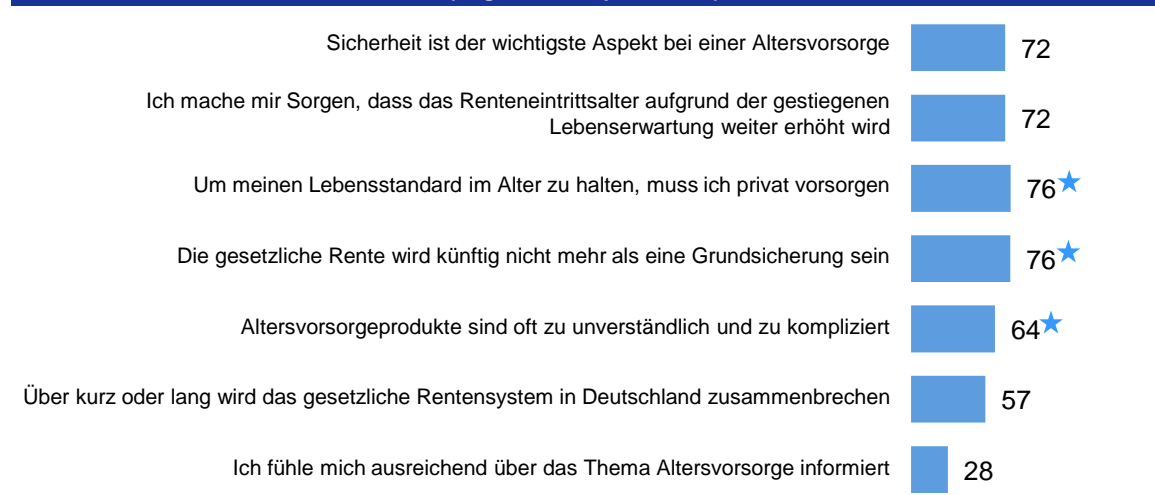 Sicherheit ist der wichtigste Aspekt bei einer Altersvorsorge 72
Ich mache mir Sorgen, dass das Renteneintrittsalter aufgrund der gestiegenen
Lebenserwartung weiter erhöht wird 72
Um meinen Lebensstandard im Alter zu halten, muss ich privat vorsorgen 76
Die gesetzliche Rente wird künftig nicht mehr als eine Grundsicherung sein 76
Altersvorsorgeprodukte sind oft zu unverständlich und zu kompliziert 64
Über kurz oder lang wird das gesetzliche Rentensystem in Deutschland zusammenbrechen 57
Ich fühle mich ausreichend über das Thema Altersvorsorge informiert 28